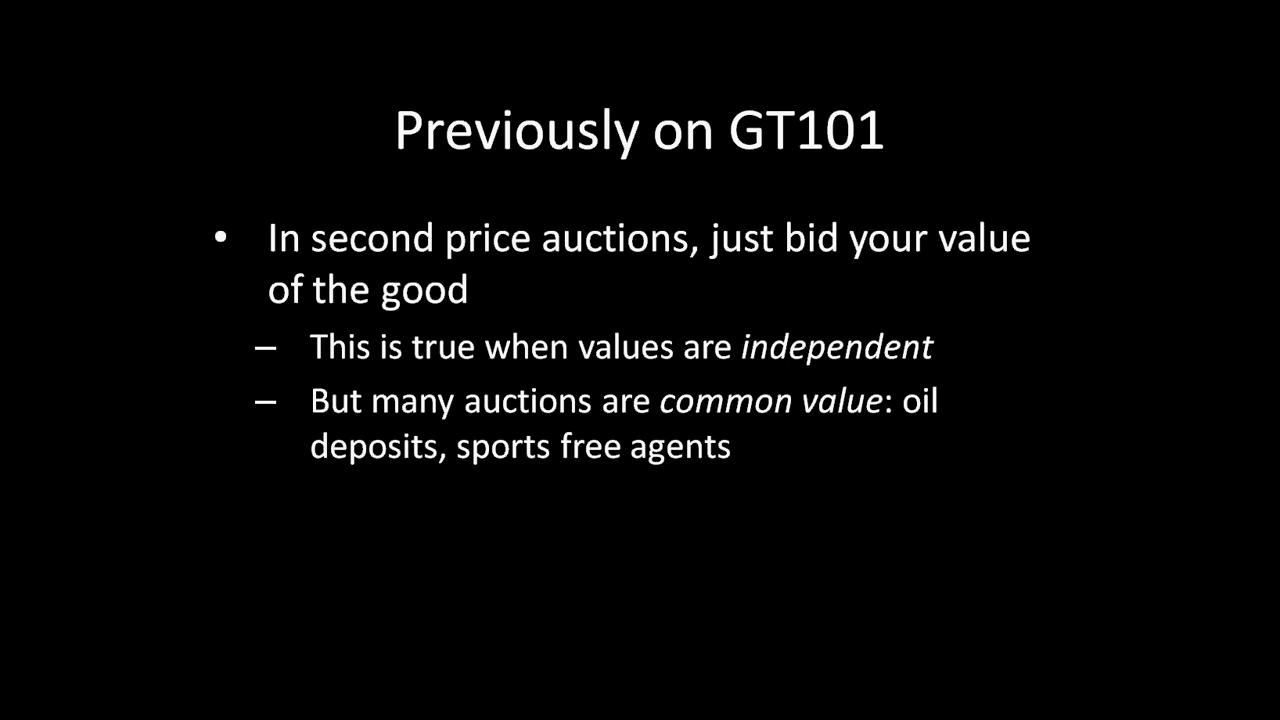 Previously on GT101
• In second price auctions, just bid your value
of the good
– This is true when values are independent
– But many auctions are common value: oil
deposits, sports free agents